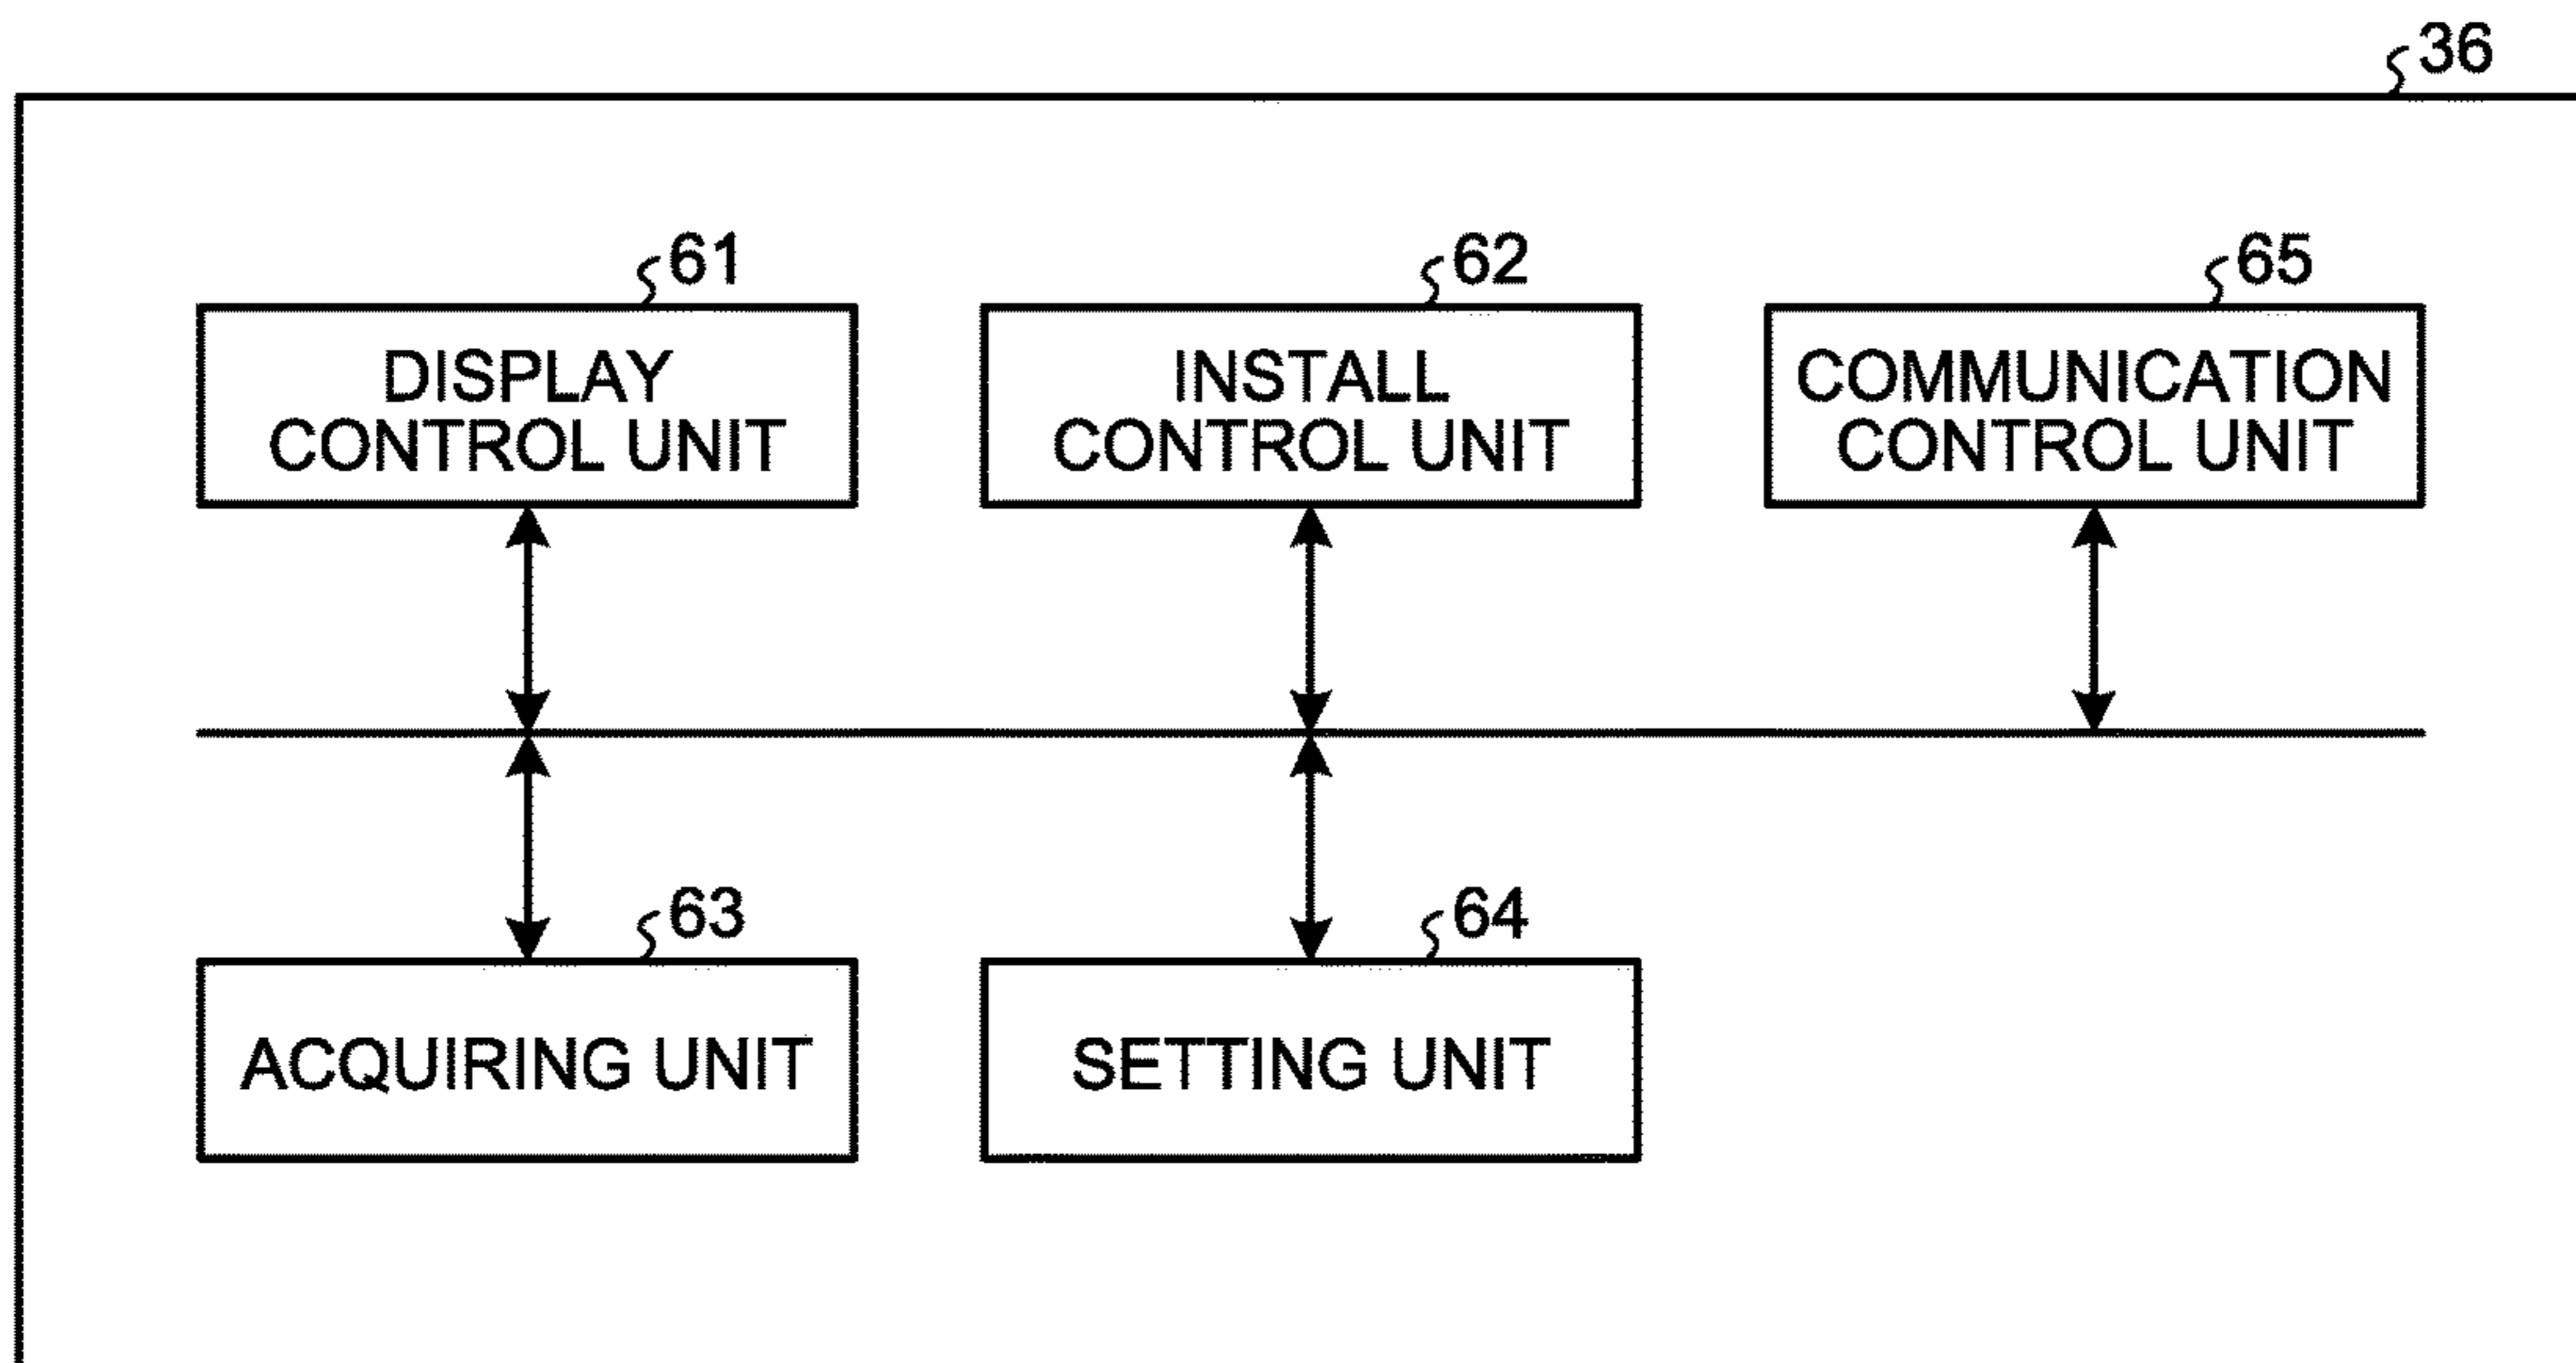 36
61
DISPLAY
CONTROL UNIT
62
INSTALL
CONTROL UNIT
65
COMMUNICATION
CONTROL UNIT
63
ACQUIRING UNIT
64
SETTING UNIT